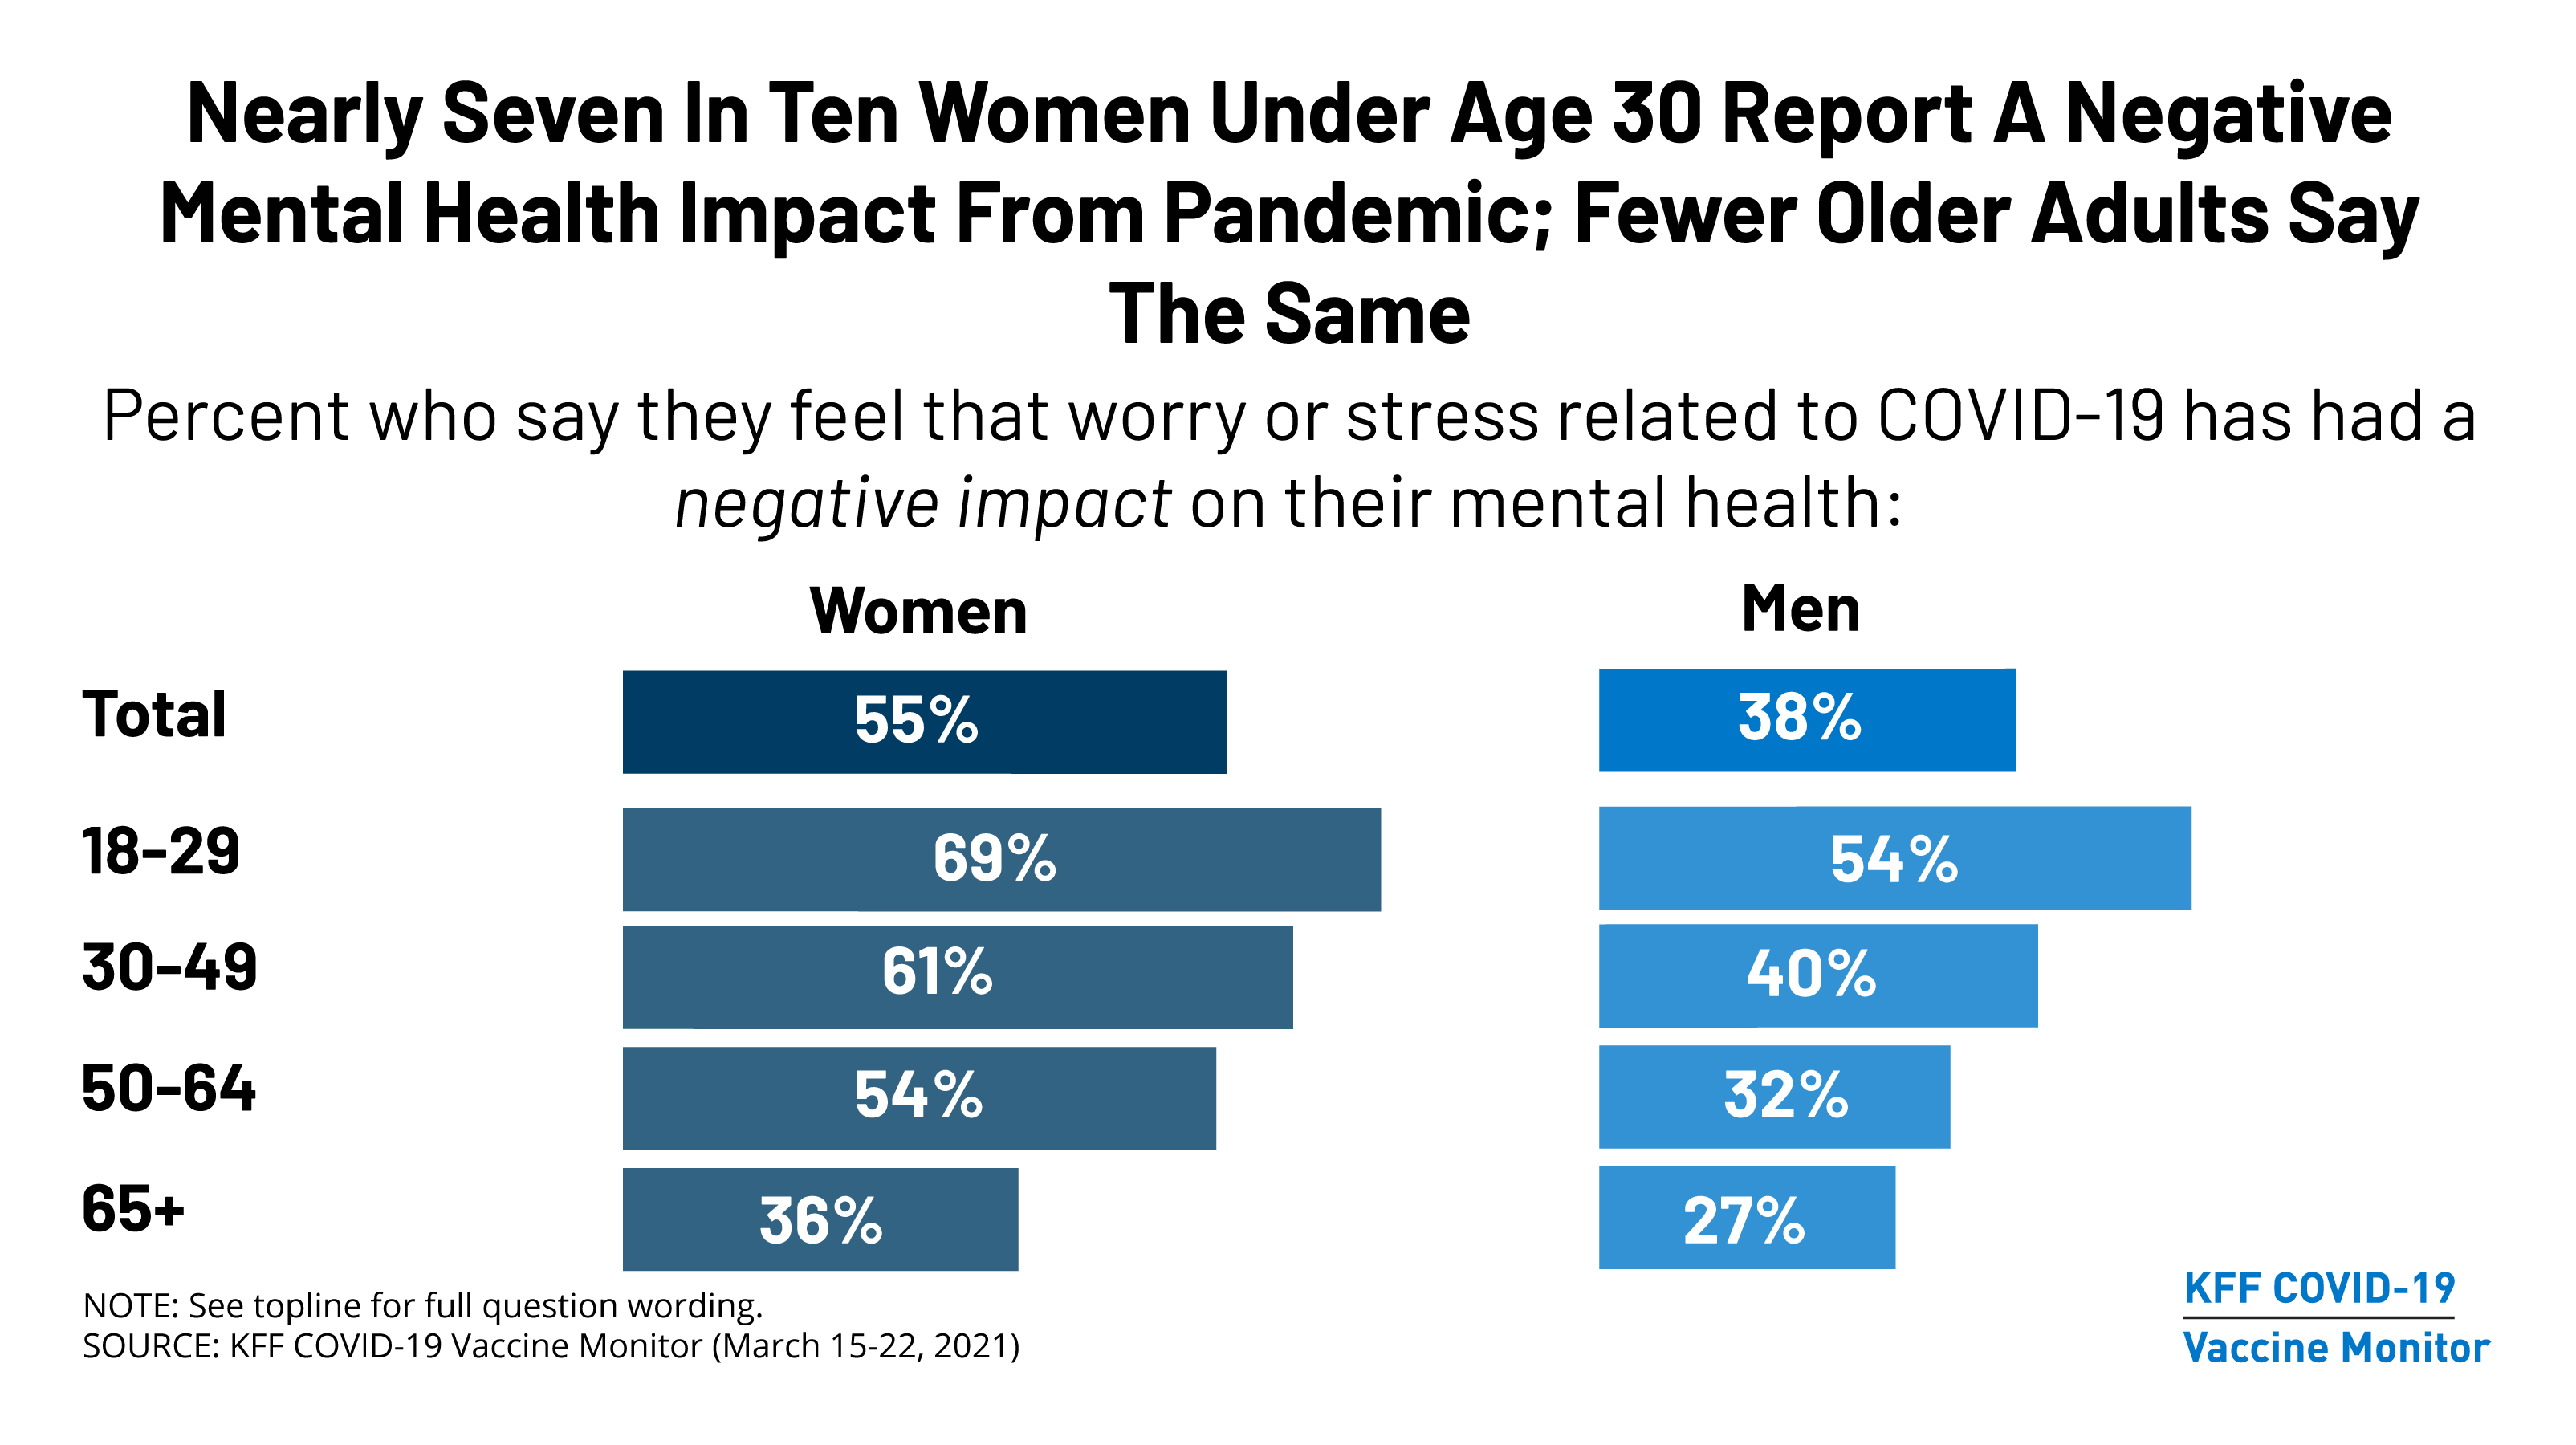 Nearly Seven In Ten Women Under Age 30 Report A Negative
Mental Health Impact From Pandemic; Fewer Older Adults Say
The Same
Percent who say they feel that worry or stress related to COVID-19 has had a
negative impact on their mental health:
Women Men
Total 55% 38%
18-29 69% 54%
30-49 61% 40%
50-64 54% 32%
65+ 36% 27%
NOTE: See topline for full question wording.
SOURCE: KFF COVID-19 Vaccine Monitor (March 15-22, 2021)
KFF COVID-19
Vaccine Monitor